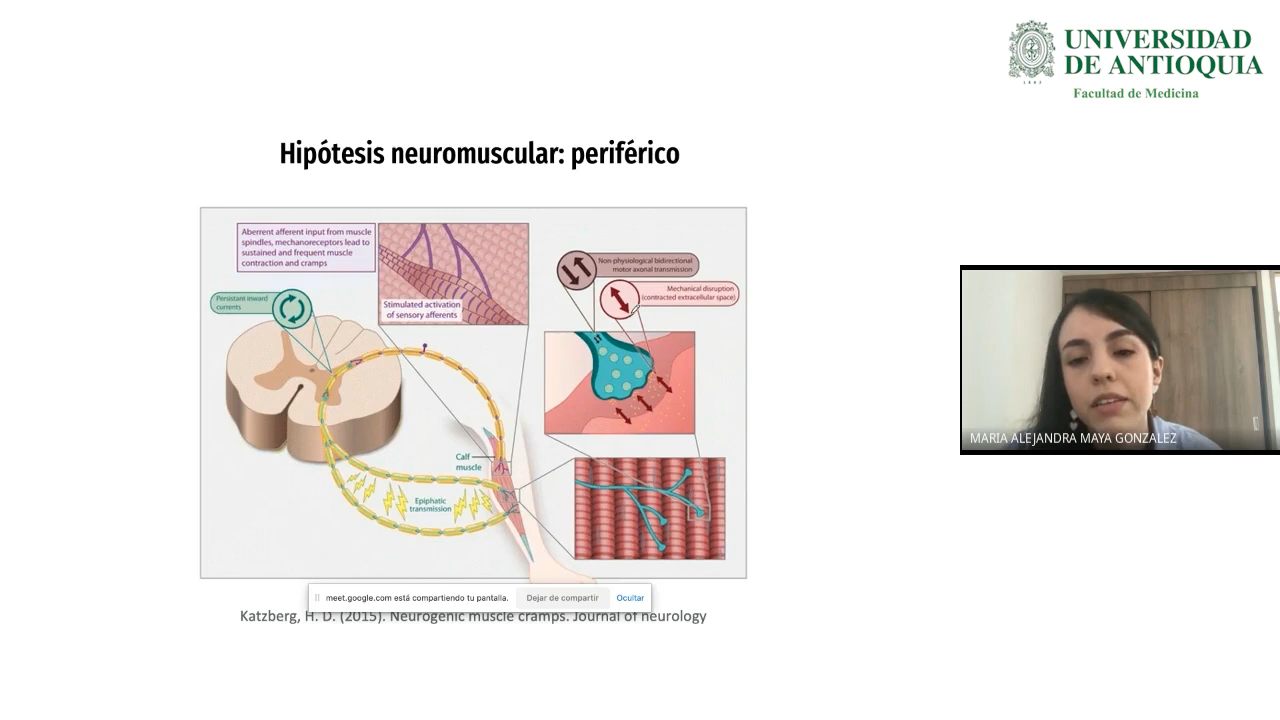 UNIVERSIDAD
DE ANTIOQUIA
1803
Facultad de Medicina
Hipótesis neuromuscular: periférico
Aberrent afferent input from muscle
spindles, mechanoreceptors lead to
sustained and frequent muscle
contraction and cramps
Stimulated activation
of sensory afferents
Non-physiological bidirectional
motor axonal transmission
Mechanical disruption
(contracted extracellular space)
Persistant inward
currents
Calf
muscle
Epiphatic
transmission
MARIA ALEJANDRA MAYA GONZALEZ
meet.google.com está compartiendo tu pantalla.
Dejar de compartir
Ocultar
Katzberg, H. D. (2015). Neurogenic muscle cramps. Journal of neurology